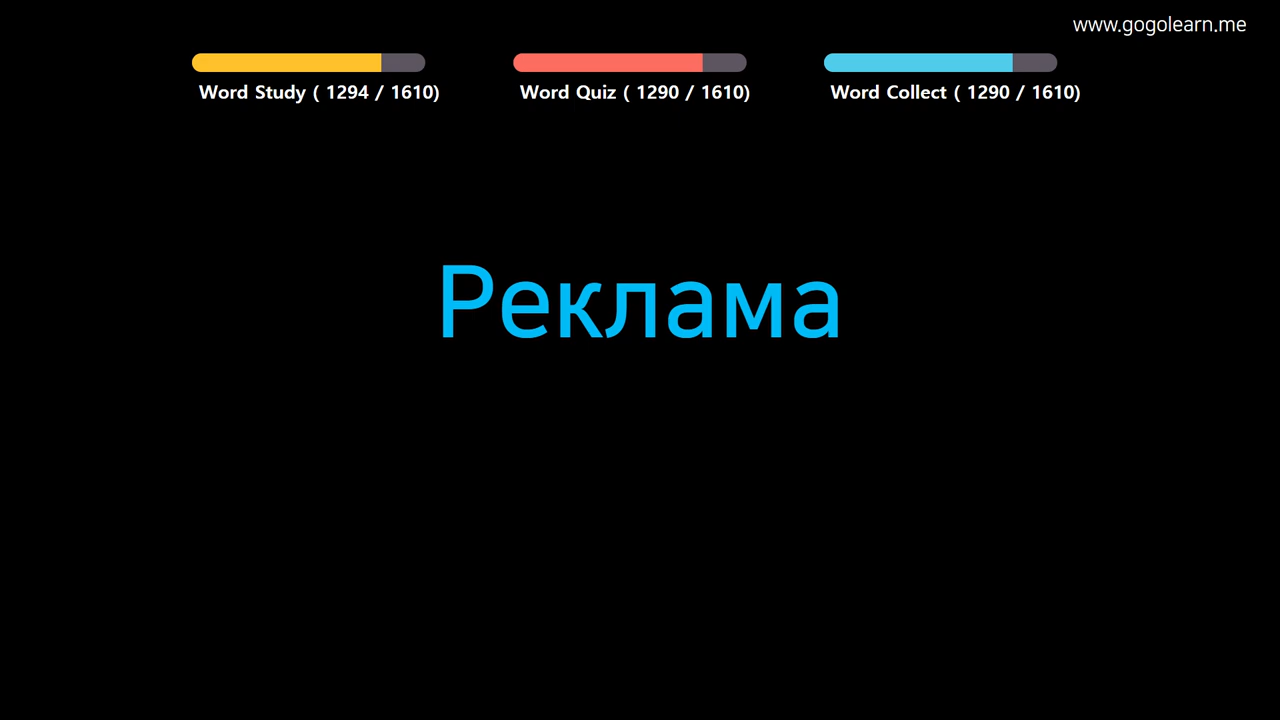 www.gogolearn.me
Word Study ( 1294 / 1610)
Word Quiz ( 1290 / 1610)
Word Collect ( 1290 / 1610)
Реклама